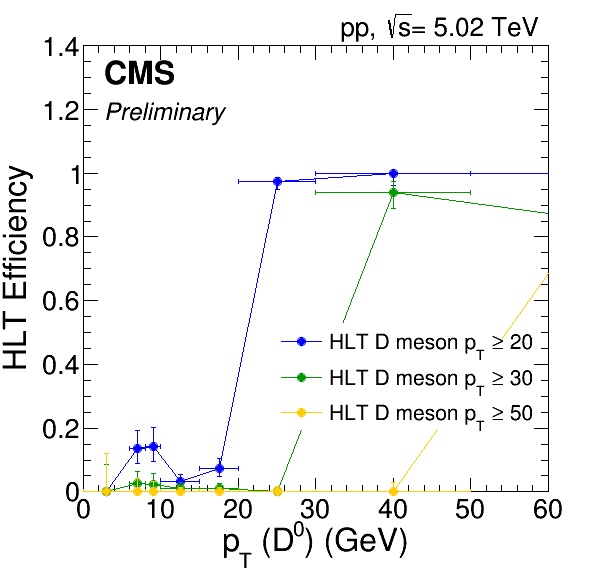 pp, √s= 5.02 TeV
CMS
Preliminary
HLT Efficiency
1.4
1.2
1
0.8
0.6
0.4
0.2
0
HLT D meson p_T ≥ 20
HLT D meson p_T ≥ 30
HLT D meson p_T ≥ 50
0 10 20 30 40 50 60
p_T (D⁰) (GeV)